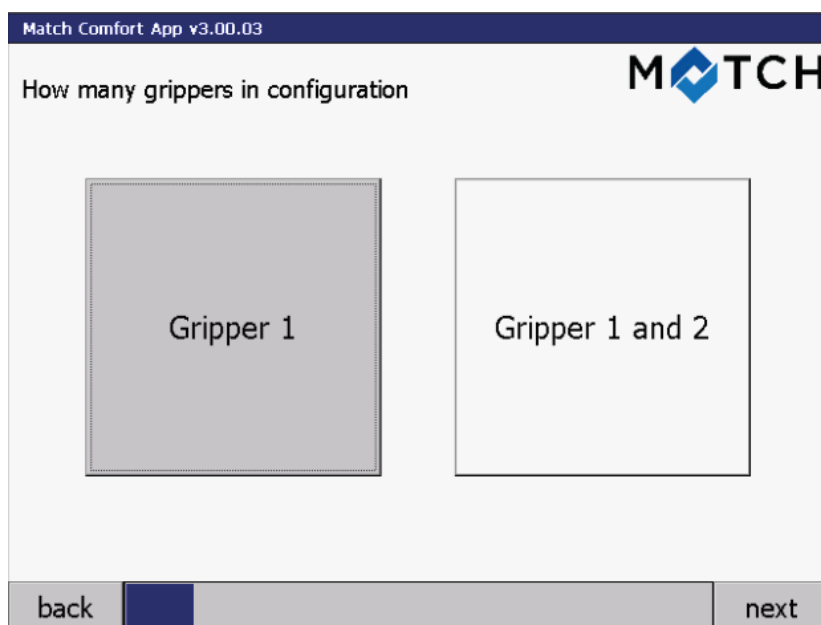 Match Comfort App v3.00.03
How many grippers in configuration
MATCH
Gripper 1
Gripper 1 and 2
back
next